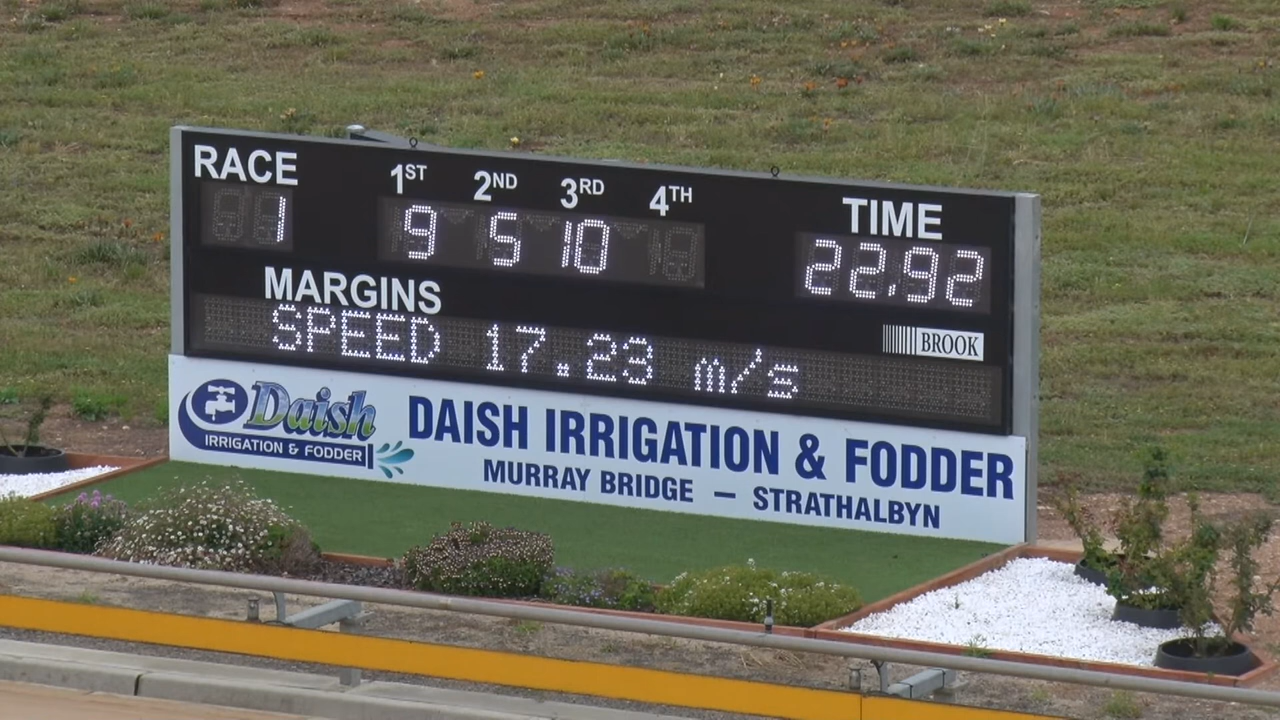 RACE 1ST 2ND 3RD 4TH TIME
1 9 5 10 22.92
MARGINS
BROOK
SPEED 17.23 m/s
Daish
IRRIGATION & FODDER
DAISH IRRIGATION & FODDER
MURRAY BRIDGE – STRATHALBYN